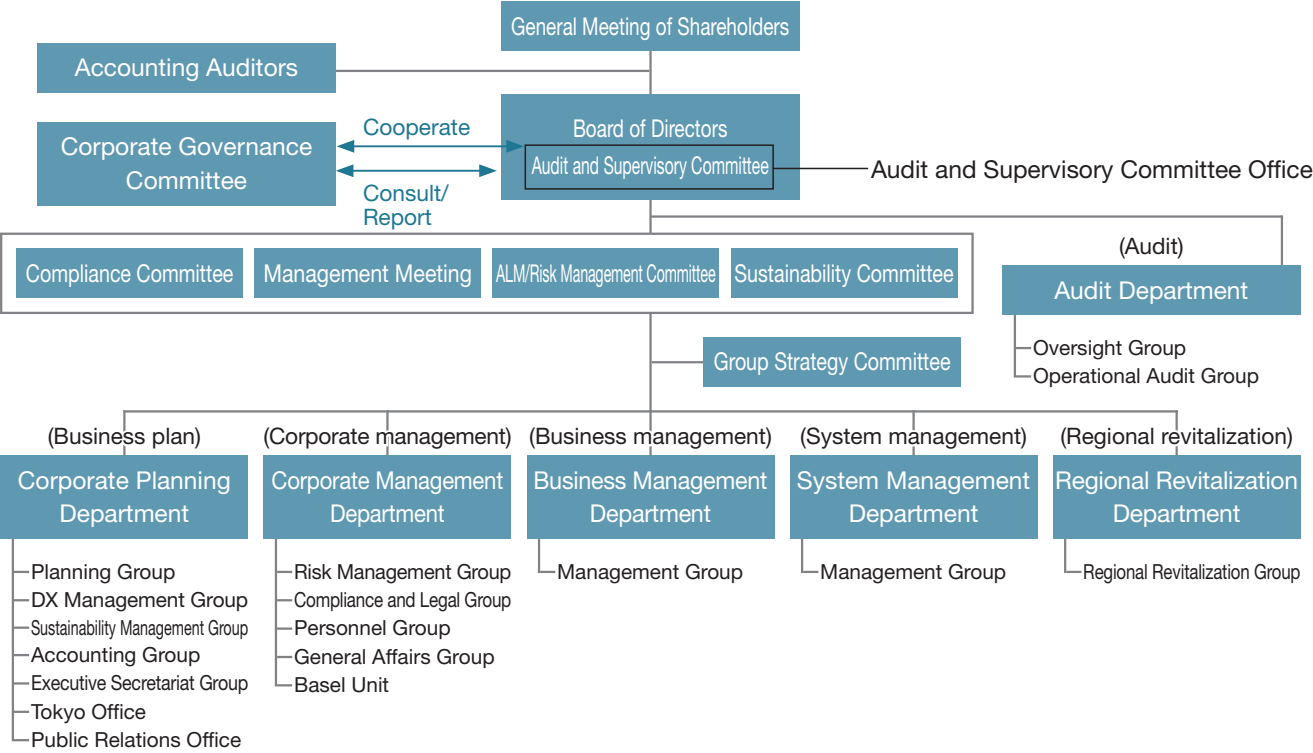 General Meeting of Shareholders
Accounting Auditors
Corporate Governance
Committee
Cooperate
Consult/
Report
Board of Directors
Audit and Supervisory Committee
Audit and Supervisory Committee Office
Compliance Committee
Management Meeting
ALM/Risk Management Committee
Sustainability Committee
(Audit)
Audit Department
Oversight Group
Operational Audit Group
Group Strategy Committee
(Business plan)
Corporate Planning
Department
Planning Group
DX Management Group
Sustainability Management Group
Accounting Group
Executive Secretariat Group
Tokyo Office
Public Relations Office
(Corporate management)
Corporate Management
Department
Risk Management Group
Compliance and Legal Group
Personnel Group
General Affairs Group
Basel Unit
(Business management)
Business Management
Department
Management Group
(System management)
System Management
Department
Management Group
(Regional revitalization)
Regional Revitalization
Department
Regional Revitalization Group